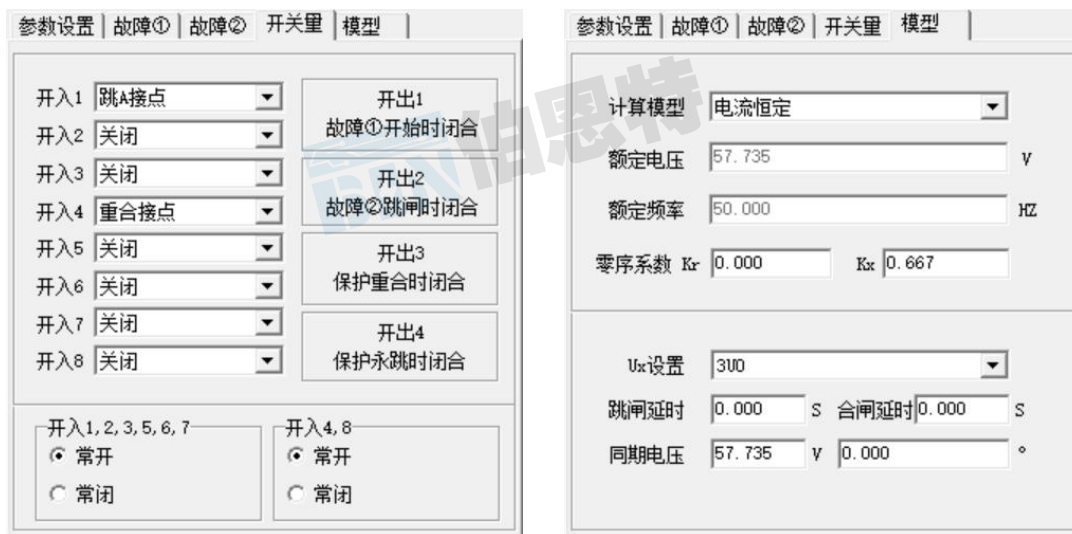 参数设置 故障① 故障② 开关量 模型
开入1 跳A接点
开入2 关闭
开入3 关闭
开入4 重合接点
开入5 关闭
开入6 关闭
开入7 关闭
开入8 关闭
开出1
故障①开始时闭合
开出2
故障②跳闸时闭合
开出3
保护重合时闭合
开出4
保护永跳时闭合
开入1,2,3,5,6,7
常开
常闭
开入4,8
常开
常闭
参数设置 故障① 故障② 开关量 模型
计算模型 电流恒定
额定电压 57.735 V
额定频率 50.000 HZ
零序系数 Kr 0.000 Kx 0.667
Ux设置 3U0
跳闸延时 0.000 S 合闸延时 0.000 S
同期电压 57.735 V 0.000 °
伯恩特